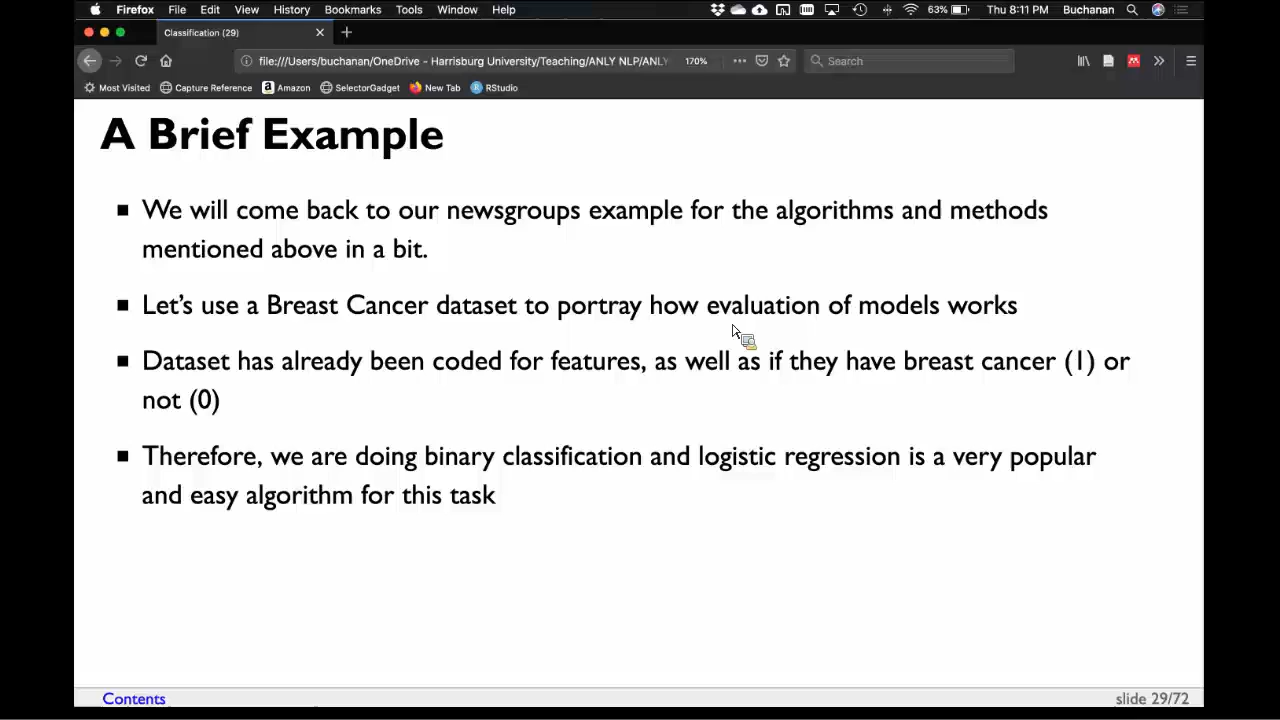 Firefox File Edit View History Bookmarks Tools Window Help 63% Thu 8:11 PM Buchanan
Classification (29)
file:///Users/buchanan/OneDrive - Harrisburg University/Teaching/ANLY NLP/ANLY 170% Search
Most Visited Capture Reference Amazon SelectorGadget New Tab RStudio
A Brief Example
We will come back to our newsgroups example for the algorithms and methods
mentioned above in a bit.
Let's use a Breast Cancer dataset to portray how evaluation of models works
Dataset has already been coded for features, as well as if they have breast cancer (1) or
not (0)
Therefore, we are doing binary classification and logistic regression is a very popular
and easy algorithm for this task
Contents slide 29/72